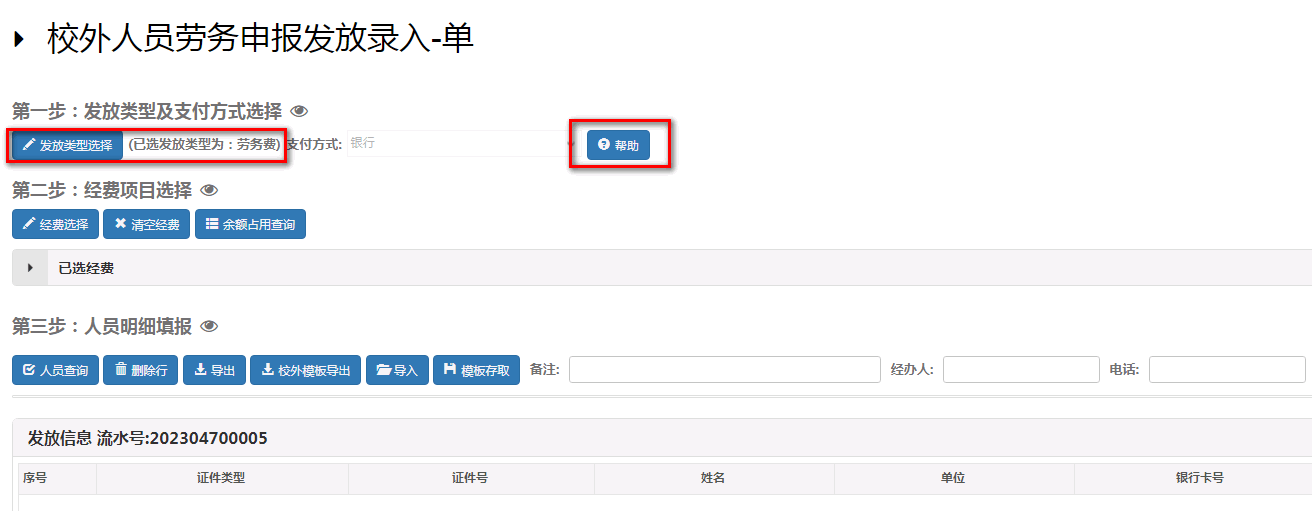 校外人员劳务申报发放录入-单
第一步：发放类型及支付方式选择
发放类型选择 (已选发放类型为：劳务费) 支付方式: 银行 帮助
第二步：经费项目选择
经费选择 清空经费 余额占用查询
已选经费
第三步：人员明细填报
人员查询 删除行 导出 校外模板导出 导入 模板存取 备注: 经办人: 电话:
发放信息 流水号:202304700005
序号 证件类型 证件号 姓名 单位 银行卡号